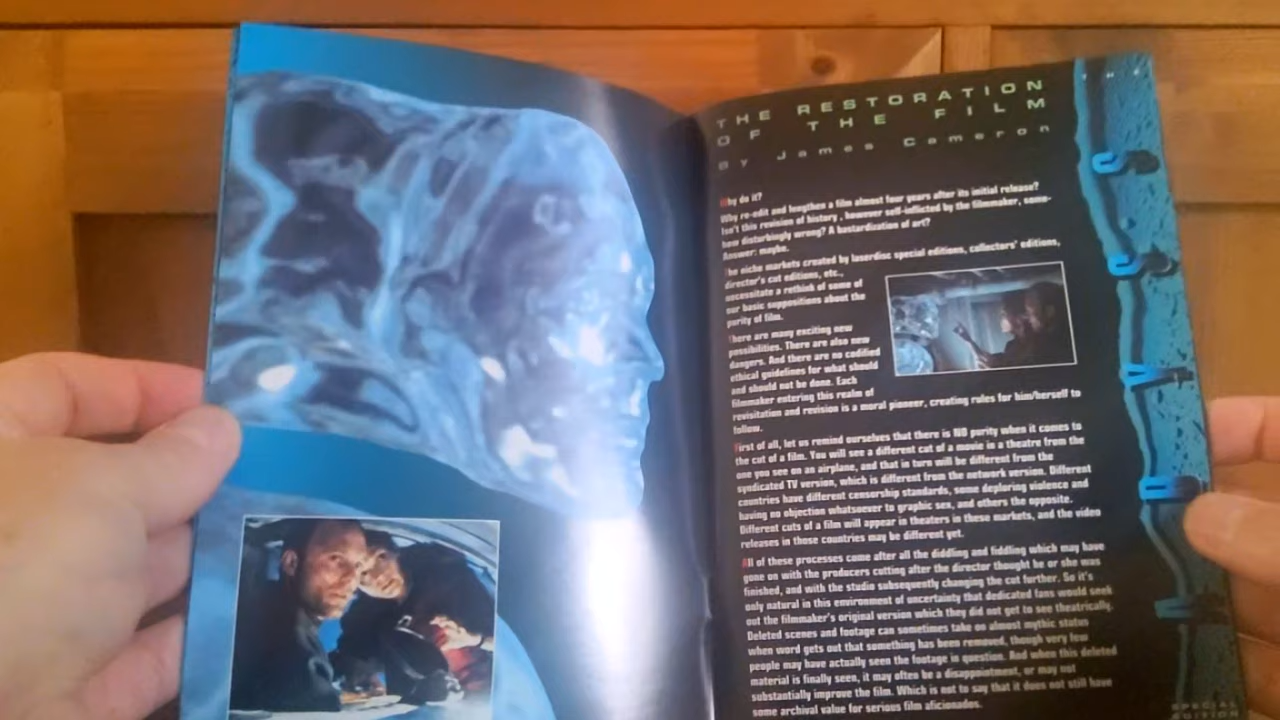 THE RESTORATION
OF THE FILM
BY James Cameron
Why do it?
Why re-edit and lengthen a film almost four years after its initial release?
Isn't this revision of history, however self-inflicted by the filmmaker, some-
how disturbingly wrong? A bastardization of art?
Answer: maybe.
The niche markets created by laserdisc special editions, collectors' editions,
director's cut editions, etc.,
necessitate a rethink of some of
our basic suppositions about the
purity of film.
There are many exciting new
possibilities. There are also new
dangers. And there are no codified
ethical guidelines for what should
and should not be done. Each
filmmaker entering this realm of
revisitation and revision is a moral pioneer, creating rules for him/herself to
follow.
First of all, let us remind ourselves that there is NO purity when it comes to
the cut of a film. You will see a different cut of a movie in a theatre from the
one you see on an airplane, and that in turn will be different from the
syndicated TV version, which is different from the network version. Different
countries have different censorship standards, some deploring violence and
having no objection whatsoever to graphic sex, and others the opposite.
Different cuts of a film will appear in theaters in these markets, and the video
releases in those countries may be different yet.
All of these processes come after all the diddling and fiddling which may have
gone on with the producers cutting after the director thought he or she was
finished, and with the studio subsequently changing the cut further. So it's
only natural in this environment of uncertainty that dedicated fans would seek
out the filmmaker's original version which they did not get to see theatrically.
Deleted scenes and footage can sometimes take on almost mythic status
when word gets out that something has been removed, though very few
people may have actually seen the footage in question. And when this deleted
material is finally seen, it may often be a disappointment, or may not
substantially improve the film. Which is not to say that it does not still have
some archival value for serious film aficionados.
THE
SPECIAL
EDITION